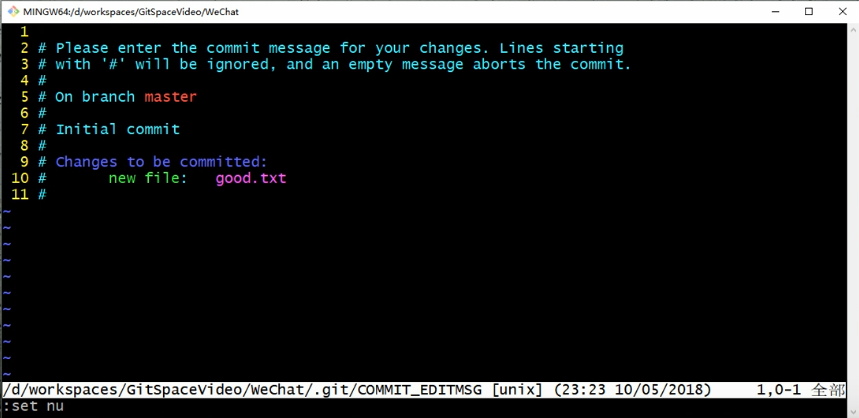 MINGW64:/d/workspaces/GitSpaceVideo/WeChat
1
2 # Please enter the commit message for your changes. Lines starting
3 # with '#' will be ignored, and an empty message aborts the commit.
4 #
5 # On branch master
6 #
7 # Initial commit
8 #
9 # Changes to be committed:
10 #       new file:   good.txt
11 #
~
~
~
~
~
~
~
~
~
~
~
/d/workspaces/GitSpaceVideo/WeChat/.git/COMMIT_EDITMSG [unix] (23:23 10/05/2018)     1,0-1 全部
:set nu